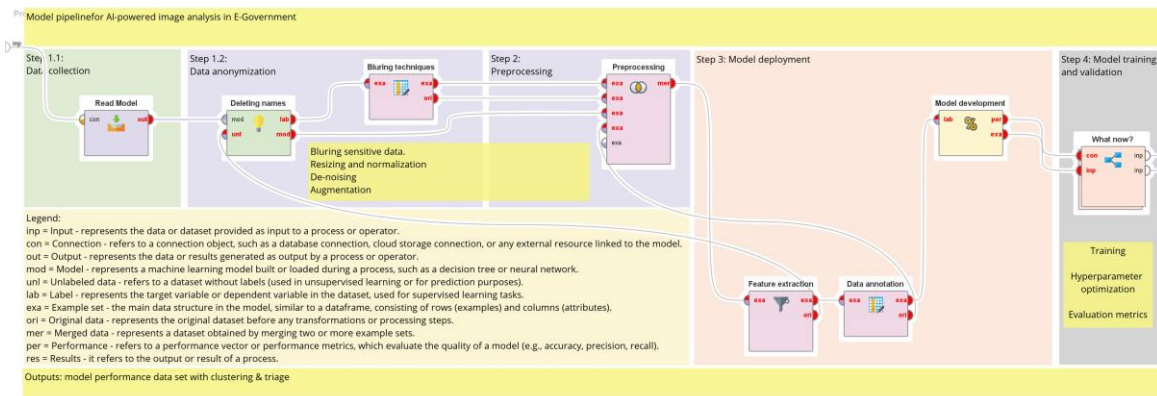 Model pipelinefor AI-powered image analysis in E-Government
inp
Step 1.1:
Data collection
Read Model
con
out
Step 1.2:
Data anonymization
Deleting names
mod
lab
unl
mod
Bluring techniques
exa
exa
ori
Bluring sensitive data.
Resizing and normalization
De-noising
Augmentation
Step 2:
Preprocessing
Preprocessing
exa
mer
exa
exa
exa
exa
Step 3: Model deployment
Feature extraction
exa
exa
ori
Data annotation
exa
exa
ori
Model development
lab
per
exa
Step 4: Model training
and validation
What now?
con
inp
inp
inp
Training
Hyperparameter
optimization
Evaluation metrics
Legend:
inp = Input - represents the data or dataset provided as input to a process or operator.
con = Connection - refers to a connection object, such as a database connection, cloud storage connection, or any external resource linked to the model.
out = Output - represents the data or results generated as output by a process or operator.
mod = Model - represents a machine learning model built or loaded during a process, such as a decision tree or neural network.
unl = Unlabeled data - refers to a dataset without labels (used in unsupervised learning or for prediction purposes).
lab = Label - represents the target variable or dependent variable in the dataset, used for supervised learning tasks.
exa = Example set - the main data structure in the model, similar to a dataframe, consisting of rows (examples) and columns (attributes).
ori = Original data - represents the original dataset before any transformations or processing steps.
mer = Merged data - represents a dataset obtained by merging two or more example sets.
per = Performance - refers to a performance vector or performance metrics, which evaluate the quality of a model (e.g., accuracy, precision, recall).
res = Results - it refers to the output or result of a process.
Outputs: model performance data set with clustering & triage